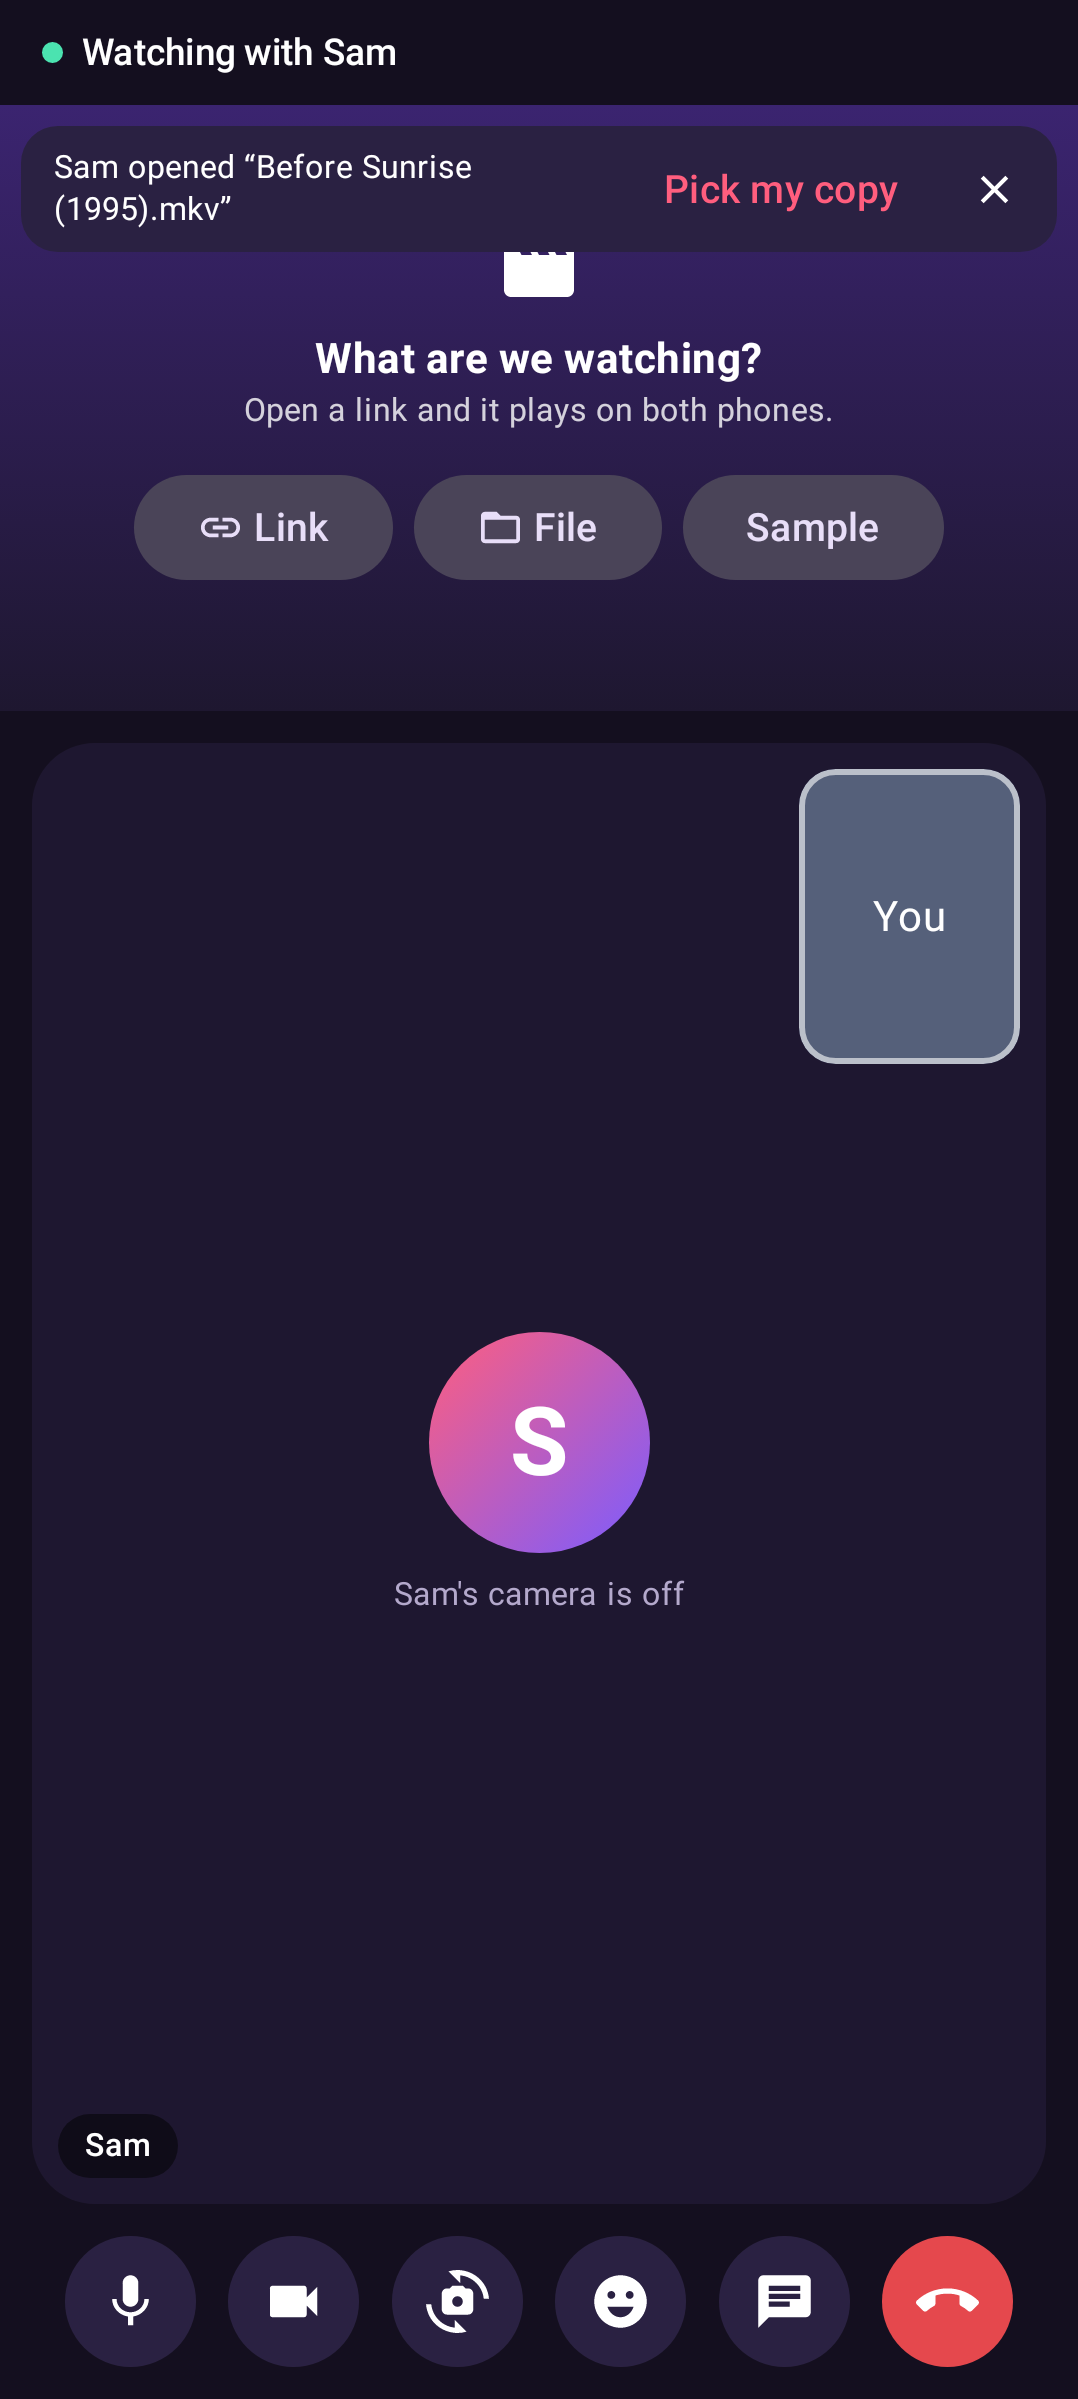 Watching with Sam
Sam opened “Before Sunrise
(1995).mkv”
Pick my copy
What are we watching?
Open a link and it plays on both phones.
Link
File
Sample
You
S
Sam's camera is off
Sam